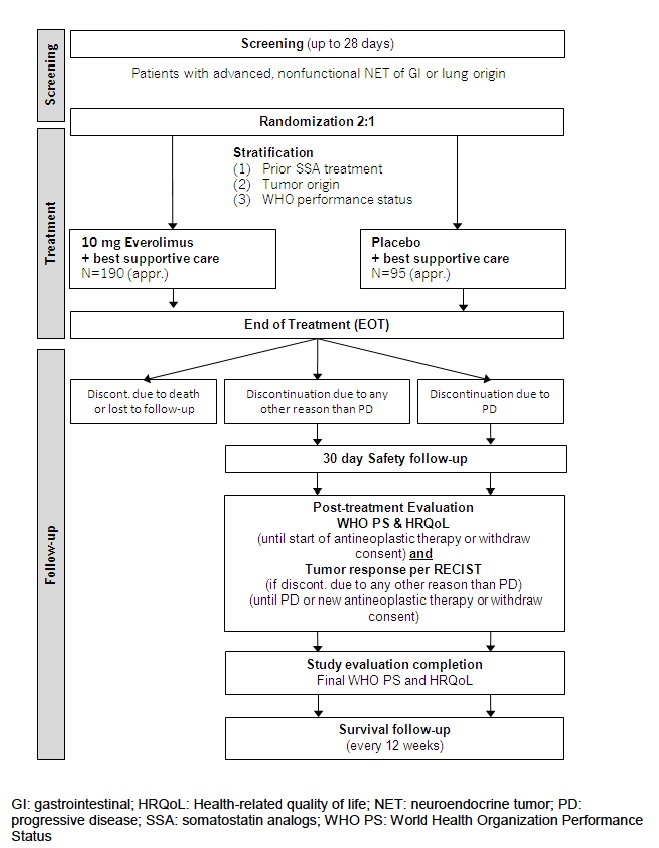 Screening
Screening (up to 28 days)
Patients with advanced, nonfunctional NET of GI or lung origin
Treatment
Randomization 2:1
Stratification
(1) Prior SSA treatment
(2) Tumor origin
(3) WHO performance status
10 mg Everolimus
+ best supportive care
N=190 (appr.)
Placebo
+ best supportive care
N=95 (appr.)
End of Treatment (EOT)
Follow-up
Discont. due to death
or lost to follow-up
Discontinuation due to any
other reason than PD
Discontinuation due to
PD
30 day Safety follow-up
Post-treatment Evaluation
WHO PS & HRQoL
(until start of antineoplastic therapy or withdraw
consent) and
Tumor response per RECIST
(if discont. due to any other reason than PD)
(until PD or new antineoplastic therapy or withdraw
consent)
Study evaluation completion
Final WHO PS and HRQoL
Survival follow-up
(every 12 weeks)
GI: gastrointestinal; HRQoL: Health-related quality of life; NET: neuroendocrine tumor; PD:
progressive disease; SSA: somatostatin analogs; WHO PS: World Health Organization Performance
Status